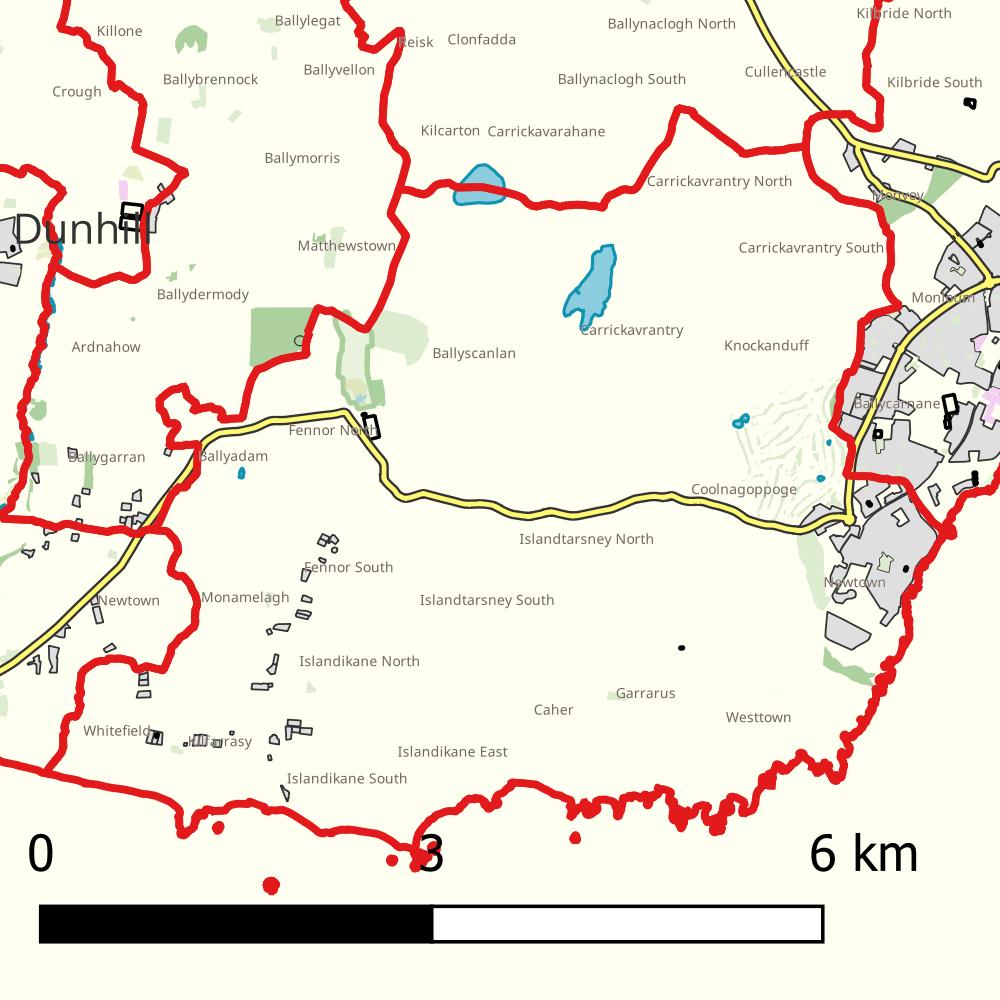 Kilbride North
Ballylegat
Ballynaclogh North
Killone
Reisk
Clonfadda
Ballyvellon
Cullencastle
Ballybrennock
Ballynaclogh South
Kilbride South
Crough
Kilcarton
Carrickavarahane
Ballymorris
Carrickavrantry North
Monvoy
Dunhill
Matthewstown
Carrickavrantry South
Ballydermody
Monloum
Carrickavrantry
Ardnahow
Ballyscanlan
Knockanduff
Ballycarnane
Fennor North
Ballygarran
Ballyadam
Coolnagoppoge
Islandtarsney North
Fennor South
Newtown
Newtown
Monamelagh
Islandtarsney South
Islandikane North
Garrarus
Caher
Westtown
Whitefield
Kilfarrasy
Islandikane East
Islandikane South
0 3 6 km